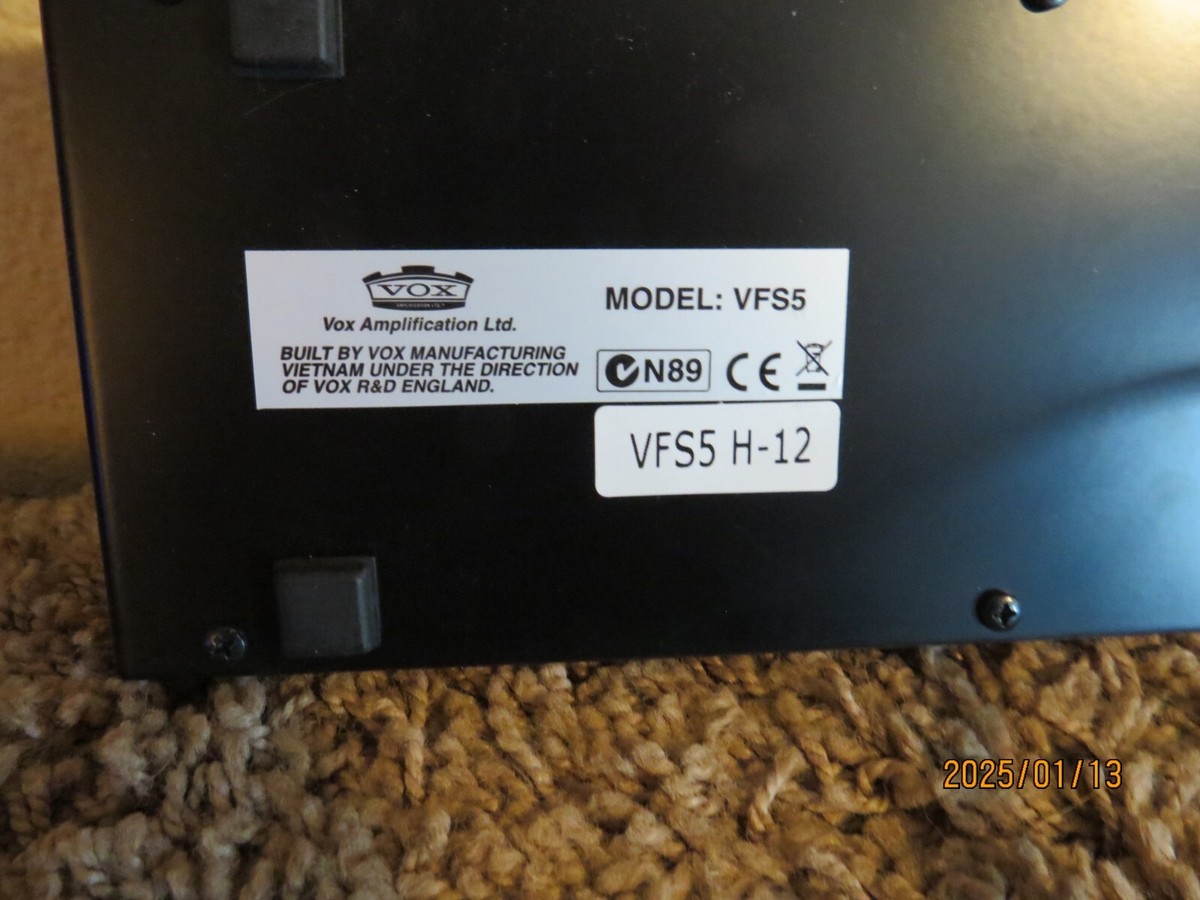 VOX
Vox Amplification Ltd.
MODEL: VFS5
BUILT BY VOX MANUFACTURING
VIETNAM UNDER THE DIRECTION
OF VOX R&D ENGLAND.
N89
CE
VFS5 H-12
2025/01/13